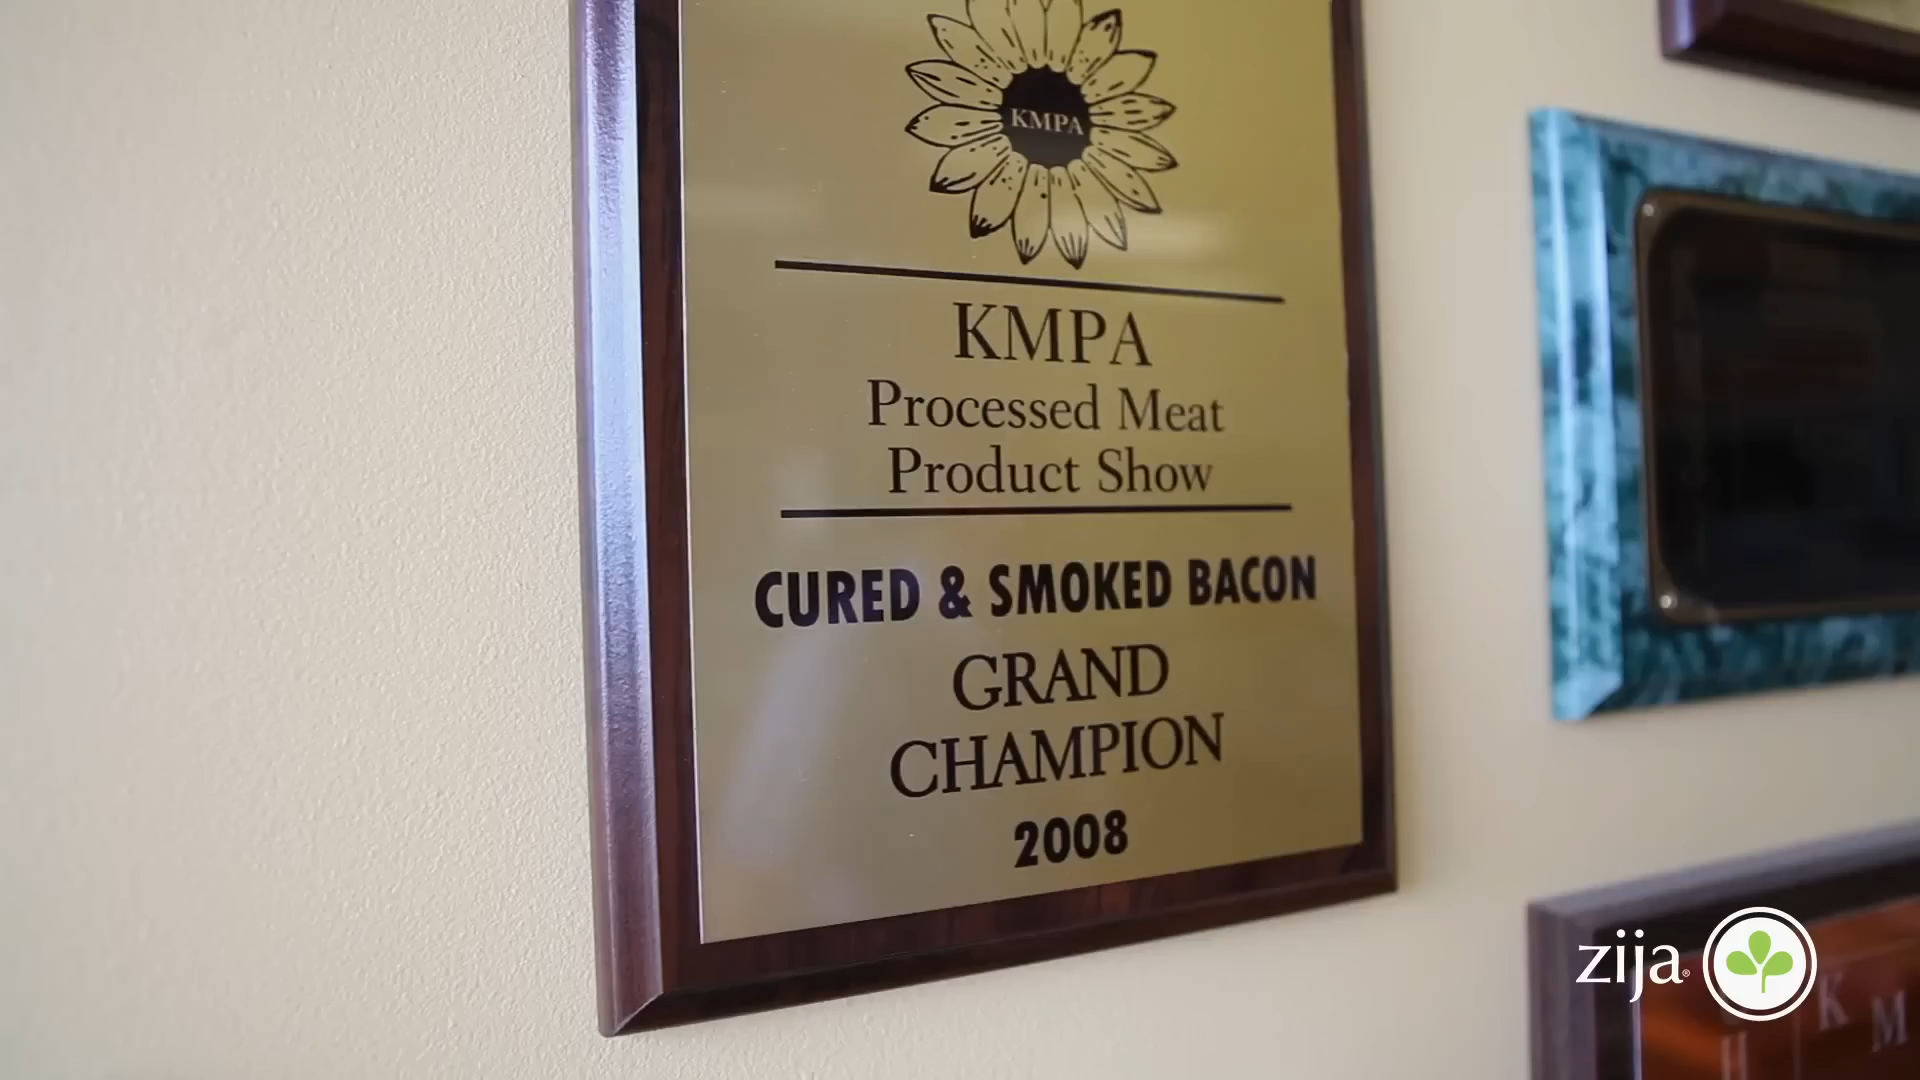 KMPA
KMPA
Processed Meat
Product Show
CURED & SMOKED BACON
GRAND
CHAMPION
2008
zija®
K
M